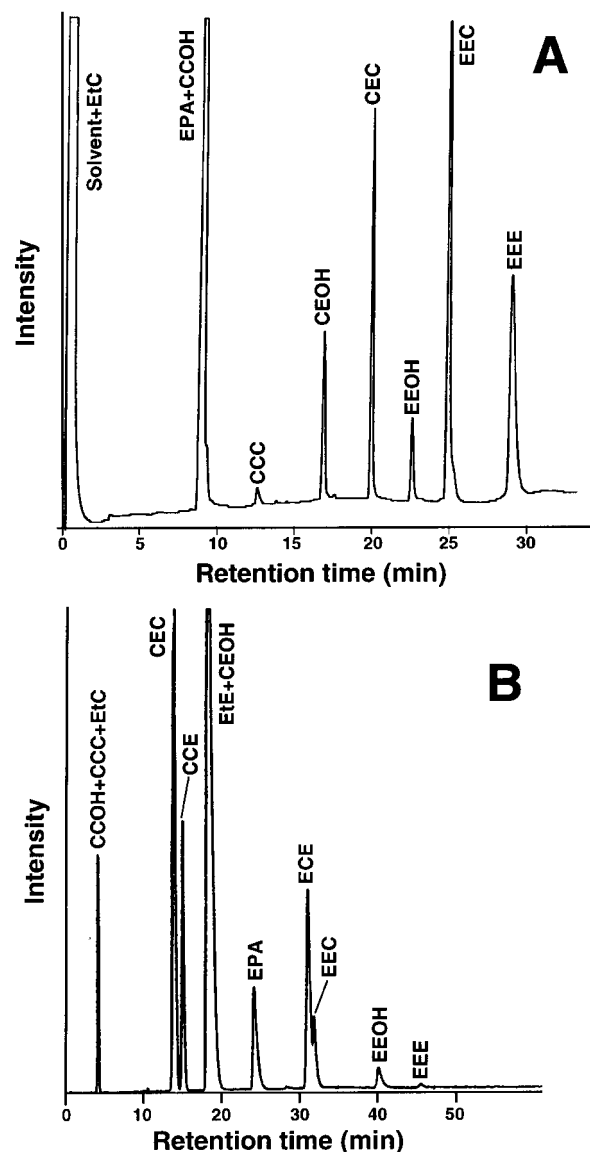 A
Intensity
Solvent+EtC
EPA+CCOH
CCC
CEOH
CEC
EEOH
EEC
EEE
0 5 10 15 20 25 30
Retention time (min)
B
Intensity
CCOH+CCC+EtC
CEC
CCE
EtE+CEOH
EPA
ECE
EEC
EEOH
EEE
0 10 20 30 40 50
Retention time (min)